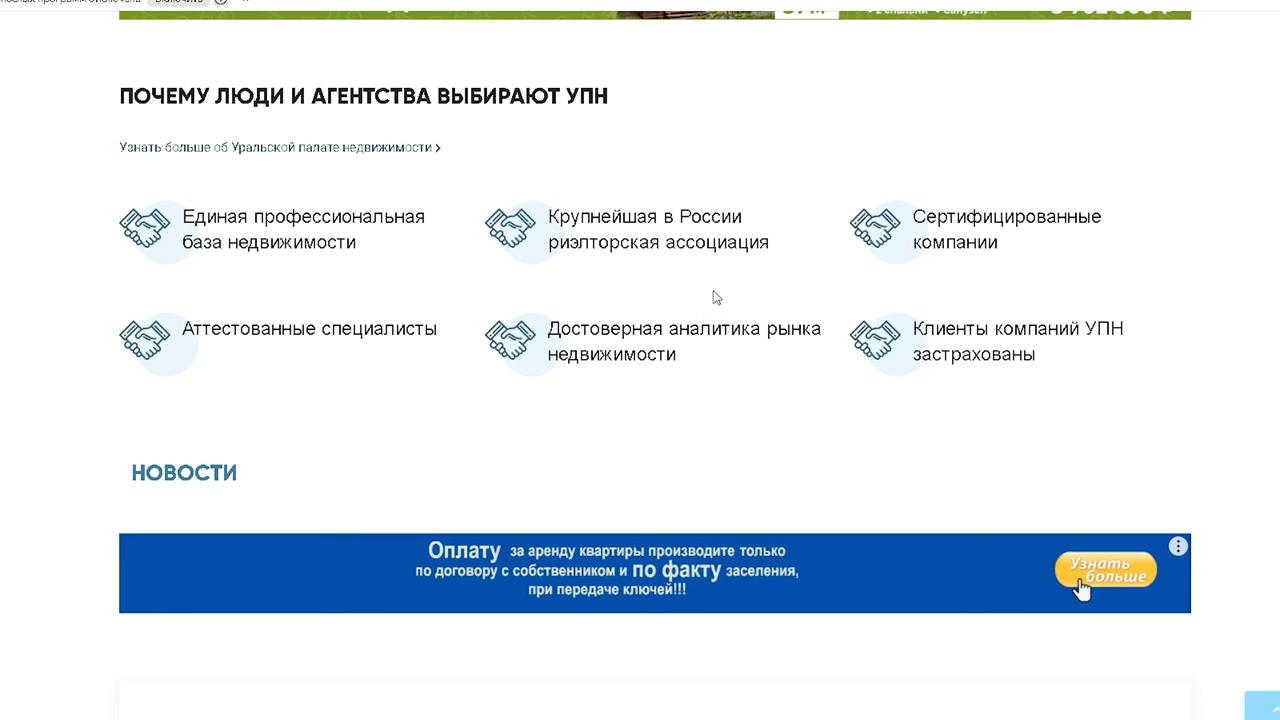 ПОЧЕМУ ЛЮДИ И АГЕНТСТВА ВЫБИРАЮТ УПН
Узнать больше об Уральской палате недвижимости
Единая профессиональная
база недвижимости
Крупнейшая в России
риэлторская ассоциация
Сертифицированные
компании
Аттестованные специалисты
Достоверная аналитика рынка
недвижимости
Клиенты компаний УПН
застрахованы
НОВОСТИ
Оплату за аренду квартиры производите только
по договору с собственником и по факту заселения,
при передаче ключей!!!
Узнать
больше